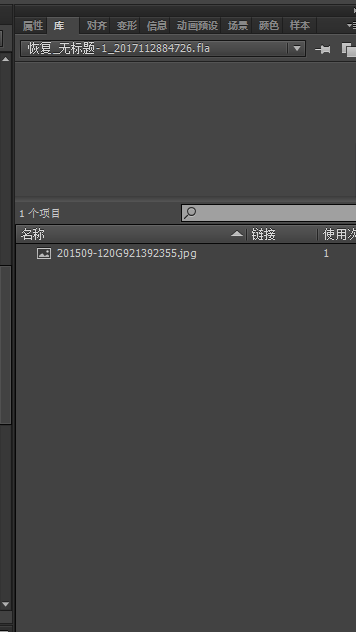 属性 库 对齐 变形 信息 动画预设 场景 颜色 样本
恢复_无标题-1_2017112884726.fla
1 个项目
名称 链接 使用次
201509-120G921392355.jpg 1